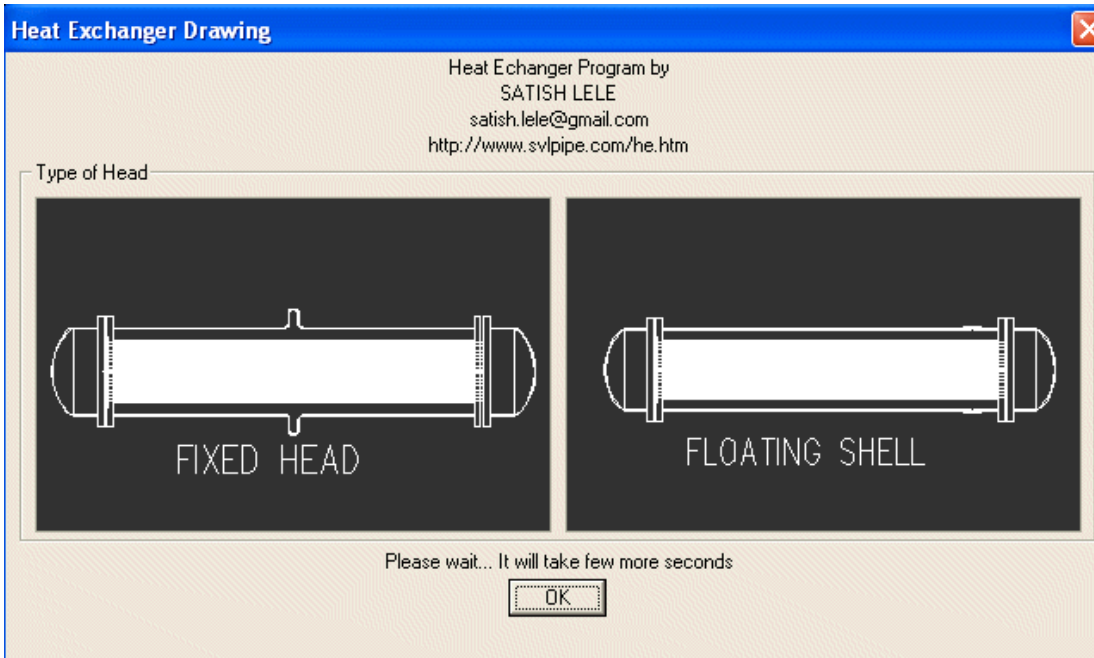 Heat Exchanger Drawing
Heat Echanger Program by
SATISH LELE
satish.lele@gmail.com
http://www.svlpipe.com/he.htm
Type of Head
FIXED HEAD
FLOATING SHELL
Please wait... It will take few more seconds
OK